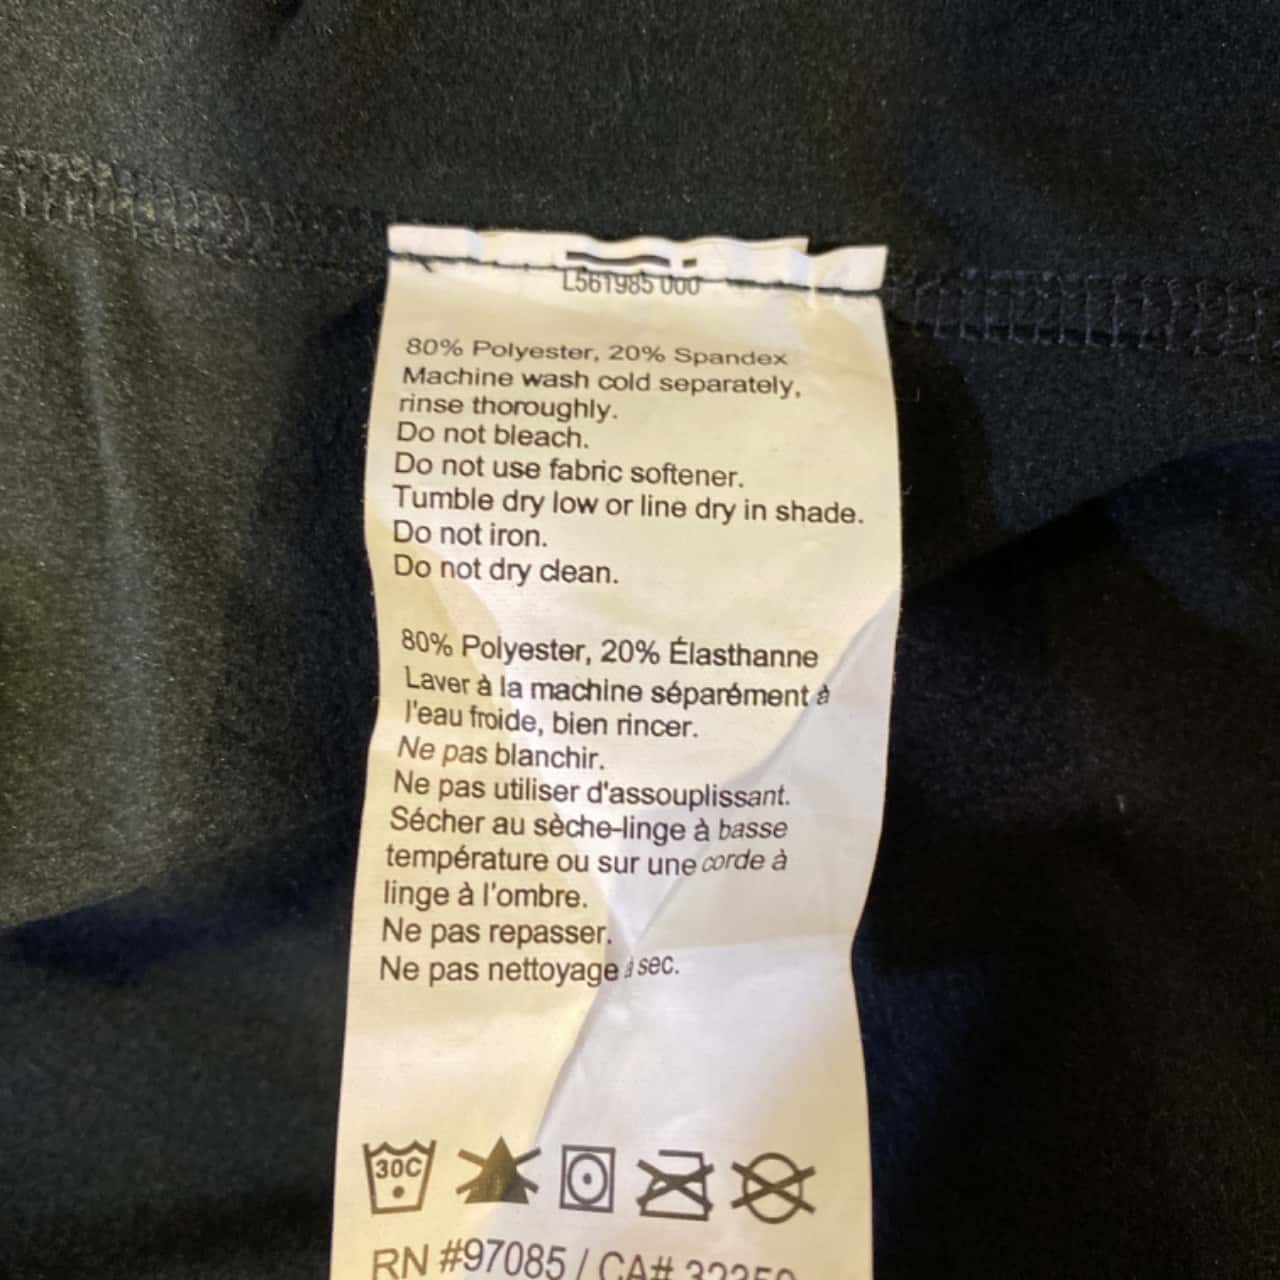 L561985 000
80% Polyester, 20% Spandex
Machine wash cold separately,
rinse thoroughly.
Do not bleach.
Do not use fabric softener.
Tumble dry low or line dry in shade.
Do not iron.
Do not dry clean.
80% Polyester, 20% Élasthanne
Laver à la machine séparément à
l'eau froide, bien rincer.
Ne pas blanchir.
Ne pas utiliser d'assouplissant.
Sécher au sèche-linge à basse
température ou sur une corde à
linge à l'ombre.
Ne pas repasser.
Ne pas nettoyage à sec.
30C
RN #97085 / CA#